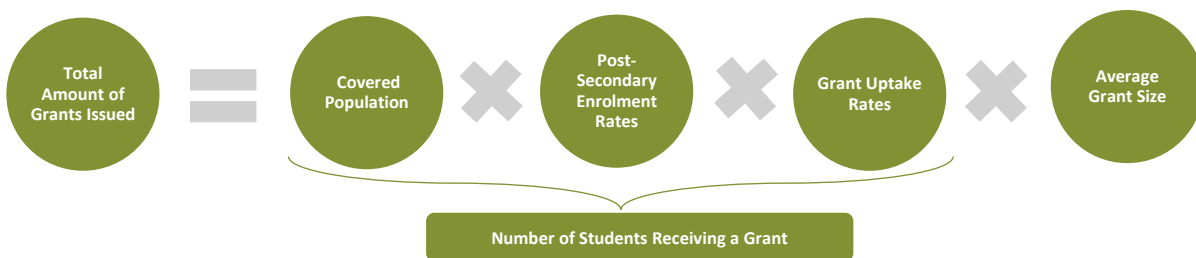 Total
Amount of
Grants Issued
Covered
Population
Post-
Secondary
Enrolment
Rates
Grant Uptake
Rates
Average
Grant Size
Number of Students Receiving a Grant